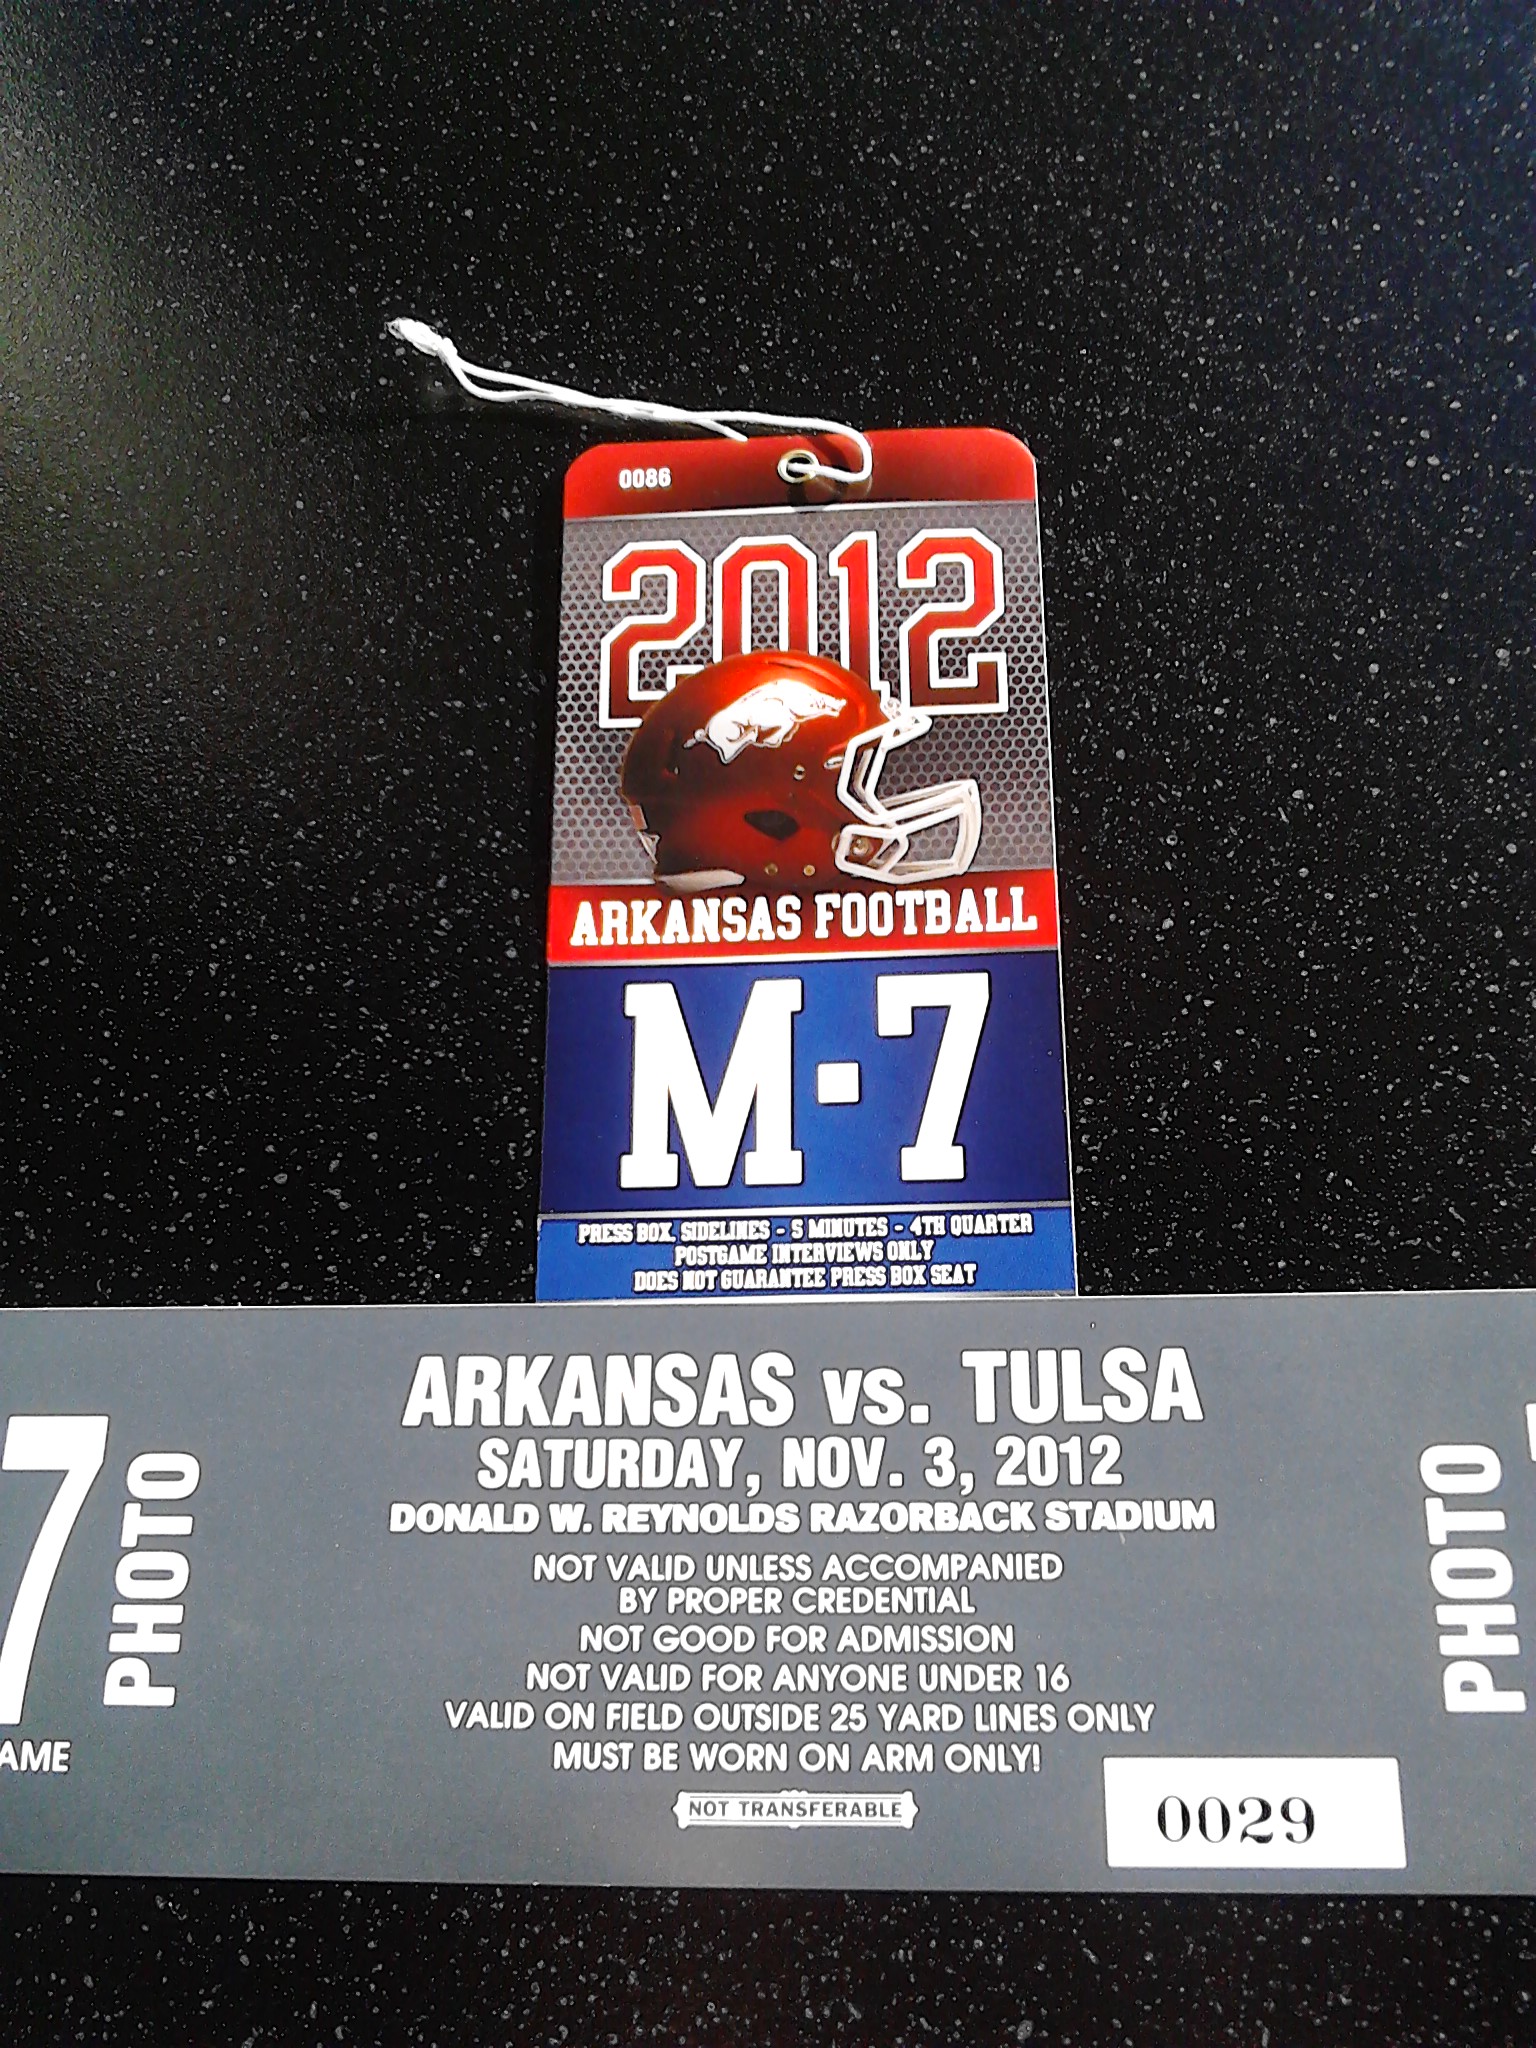 0086
2012
ARKANSAS FOOTBALL
M-7
PRESS BOX, SIDELINES - 5 MINUTES - 4TH QUARTER
POSTGAME INTERVIEWS ONLY
DOES NOT GUARANTEE PRESS BOX SEAT
7
AME
PHOTO
ARKANSAS vs. TULSA
SATURDAY, NOV. 3, 2012
DONALD W. REYNOLDS RAZORBACK STADIUM
NOT VALID UNLESS ACCOMPANIED
BY PROPER CREDENTIAL
NOT GOOD FOR ADMISSION
NOT VALID FOR ANYONE UNDER 16
VALID ON FIELD OUTSIDE 25 YARD LINES ONLY
MUST BE WORN ON ARM ONLY!
NOT TRANSFERABLE
0029
PHOTO